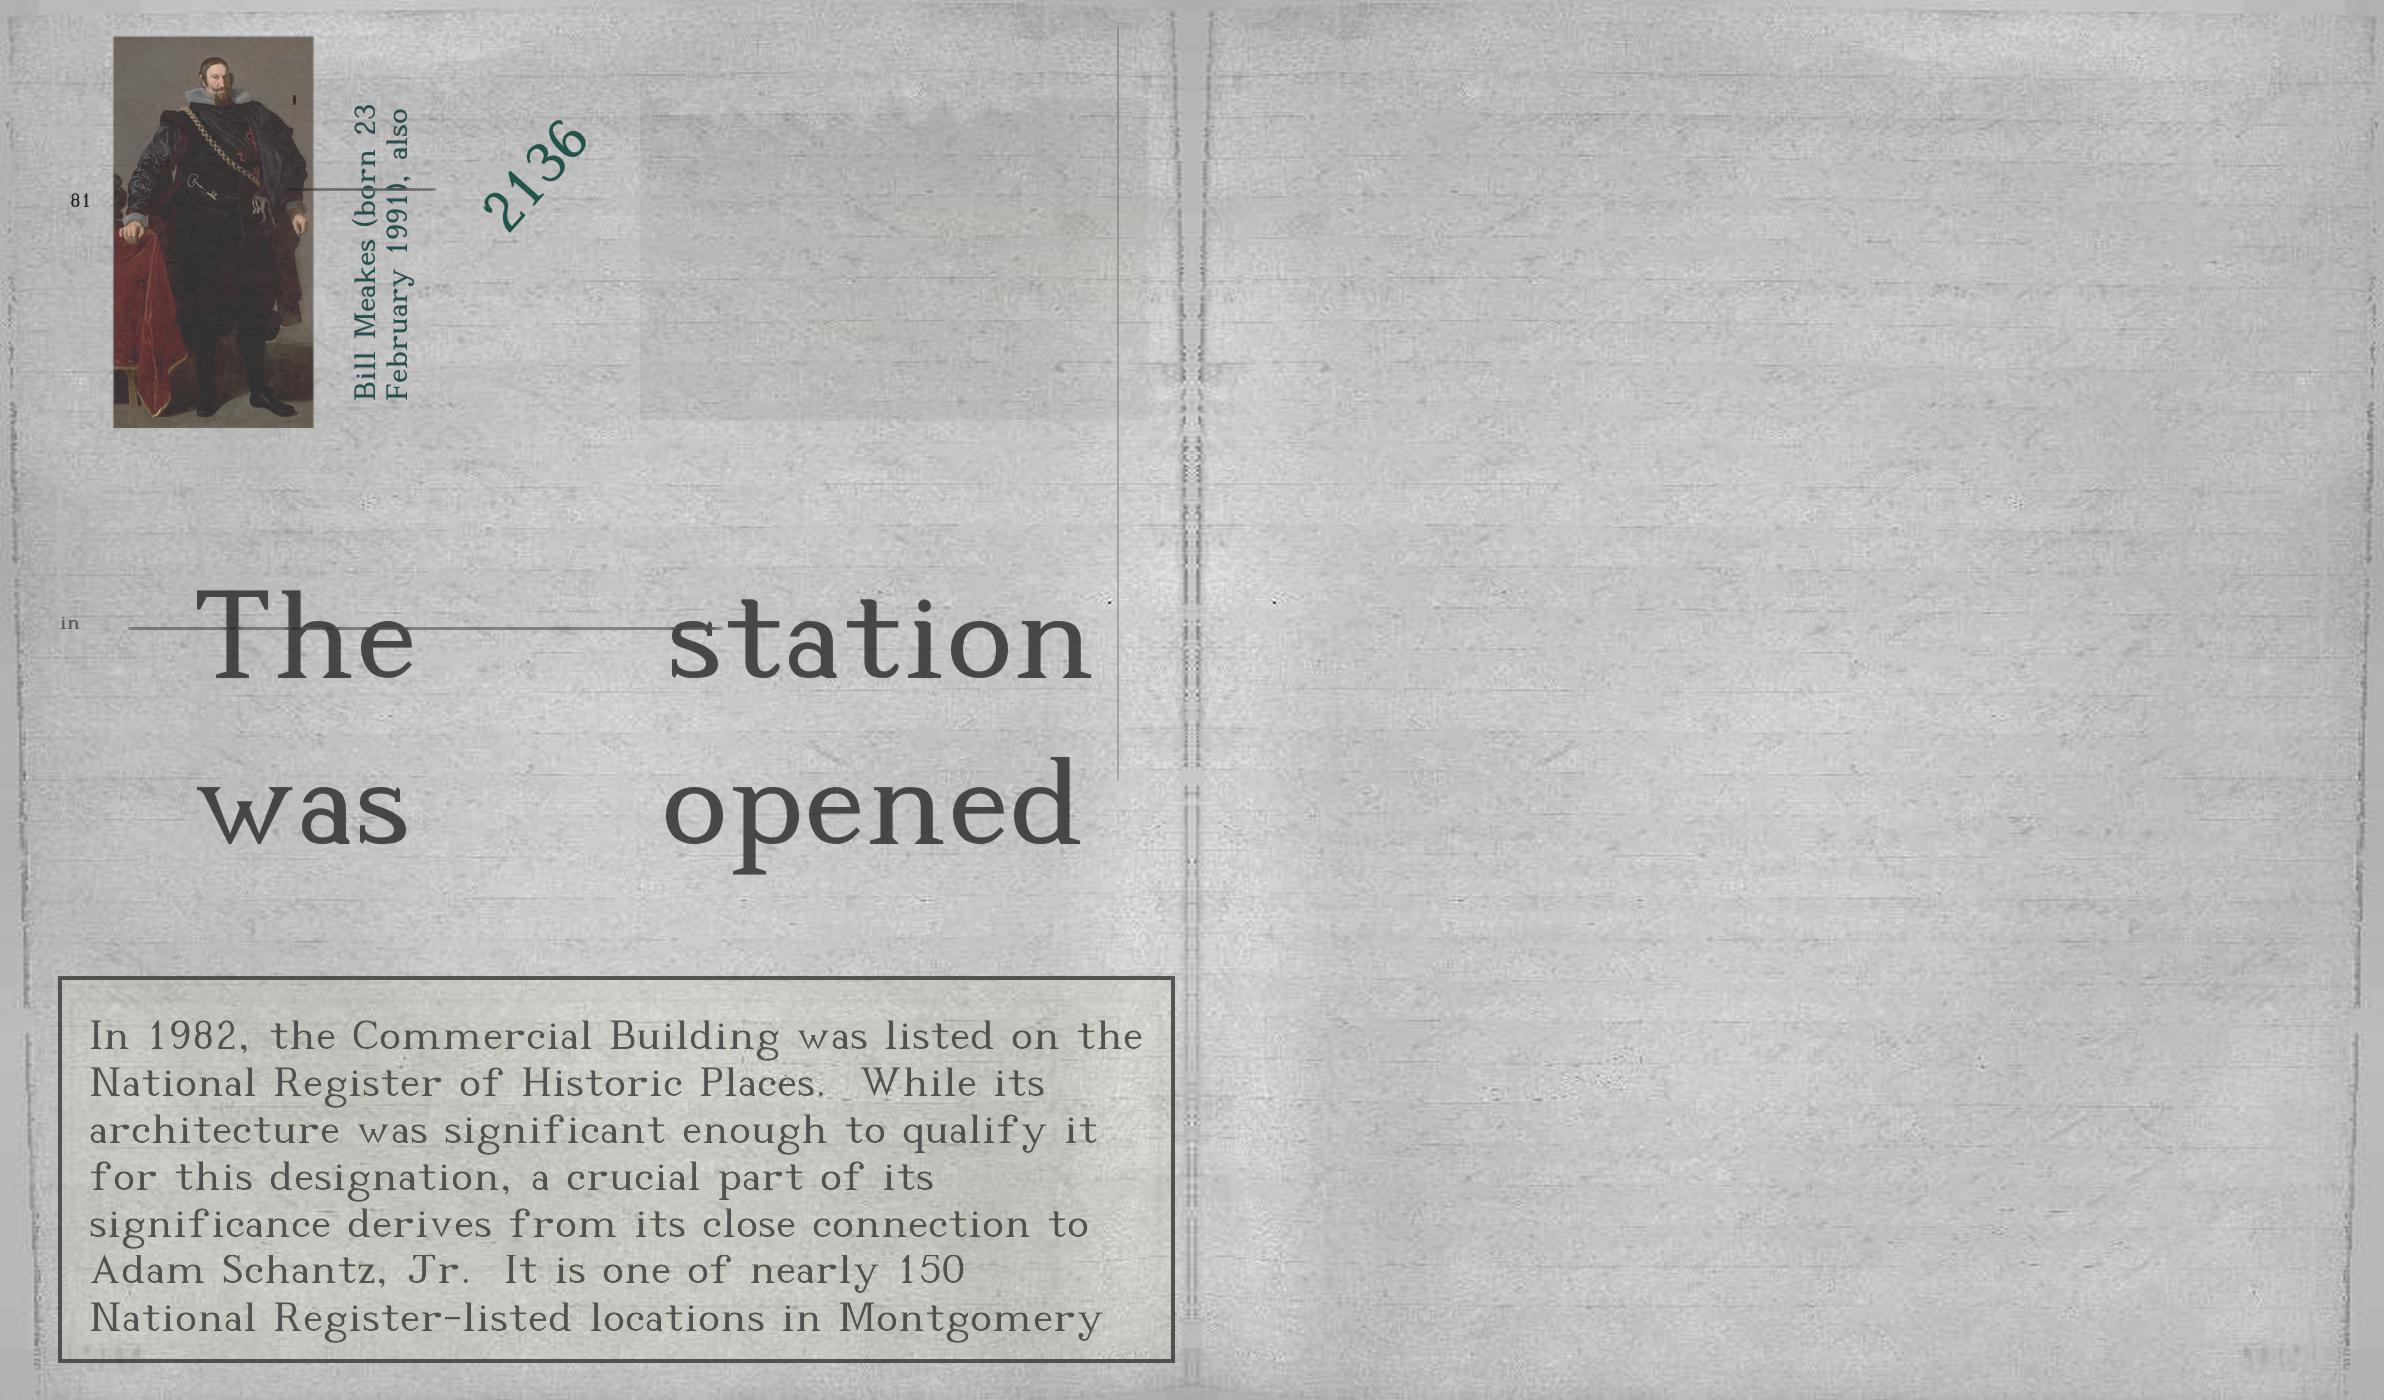 81
Bill Meakes (born 23
February 1991), also
2136
in
The station
was opened
In 1982, the Commercial Building was listed on the
National Register of Historic Places.  While its
architecture was significant enough to qualify it
for this designation, a crucial part of its
significance derives from its close connection to
Adam Schantz, Jr.  It is one of nearly 150
National Register-listed locations in Montgomery